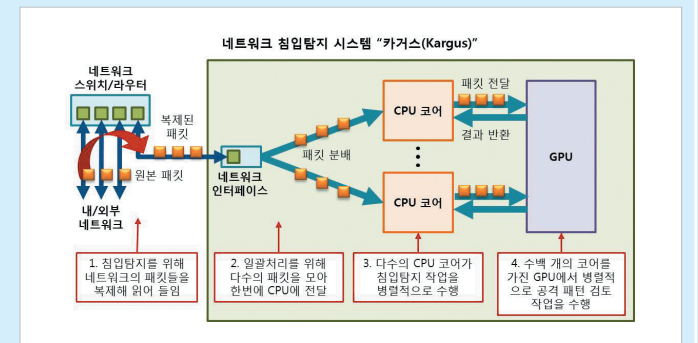 네트워크 침입탐지 시스템 “카거스(Kargus)”
네트워크
스위치/라우터
복제된
패킷
원본 패킷
내/외부
네트워크
네트워크
인터페이스
패킷 분배
CPU 코어
CPU 코어
패킷 전달
결과 반환
GPU
1. 침입탐지를 위해
네트워크의 패킷들을
복제해 읽어 들임
2. 일괄처리를 위해
다수의 패킷을 모아
한번에 CPU에 전달
3. 다수의 CPU 코어가
침입탐지 작업을
병렬적으로 수행
4. 수백 개의 코어를
가진 GPU에서 병렬적
으로 공격 패턴 검토
작업을 수행